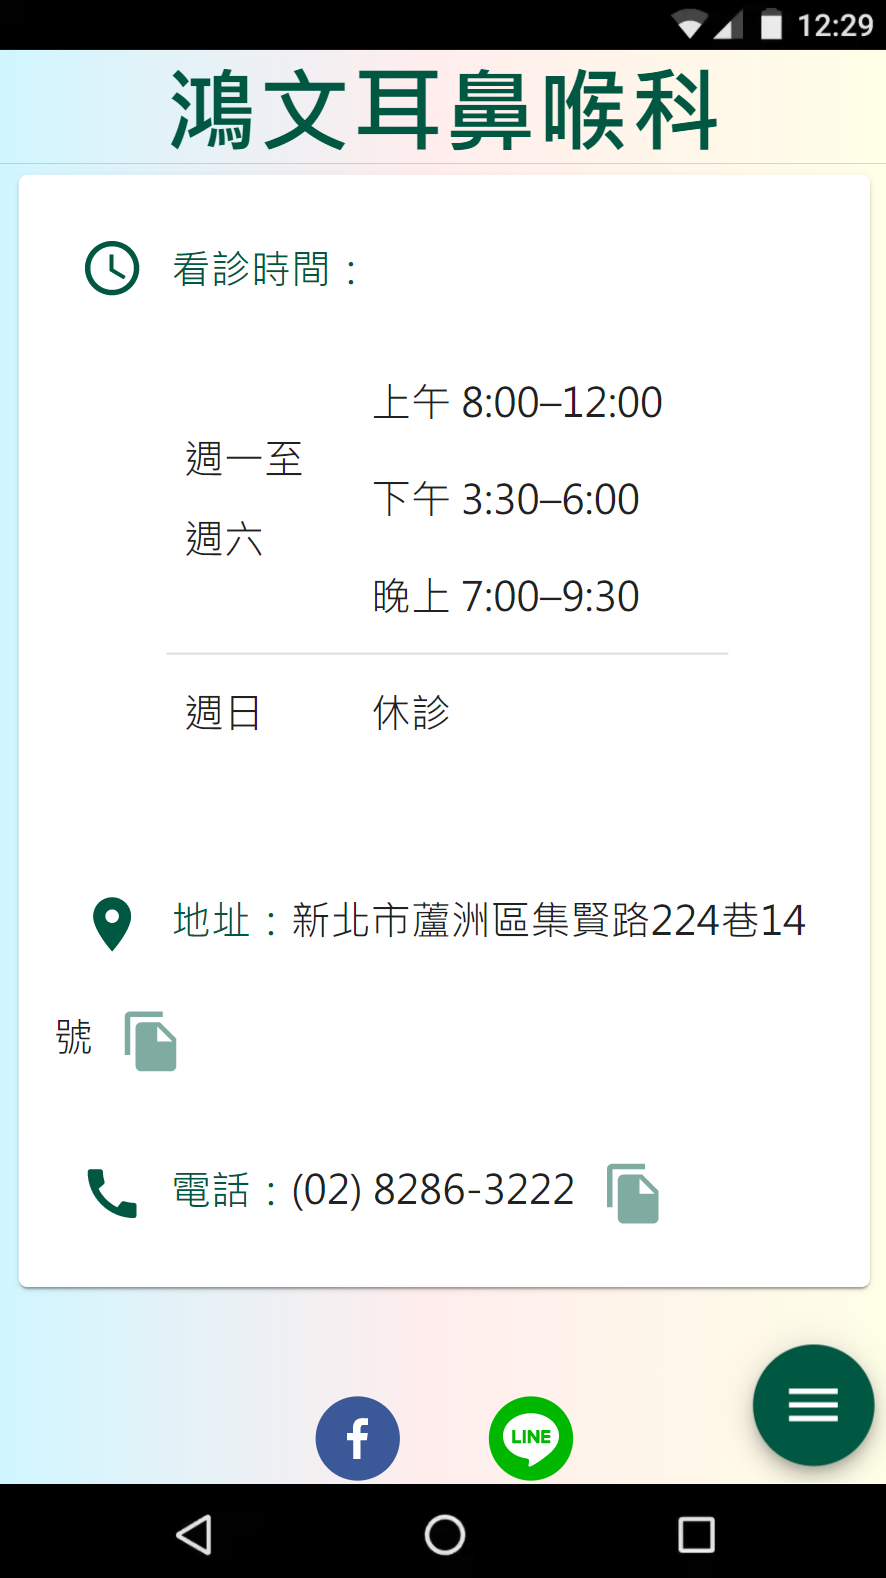 12:29
鴻文耳鼻喉科
看診時間：
上午 8:00–12:00
週一至
下午 3:30–6:00
週六
晚上 7:00–9:30
週日 休診
地址：新北市蘆洲區集賢路224巷14
號
電話：(02) 8286-3222
f LINE